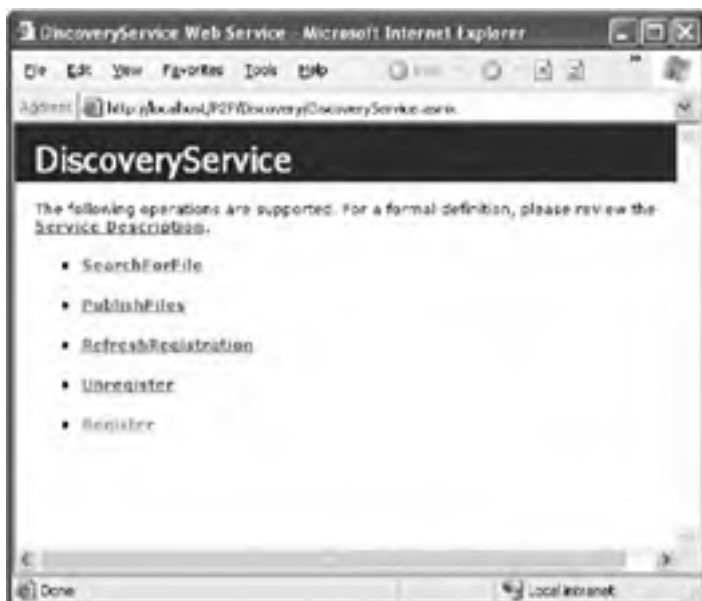 DiscoveryService Web Service - Microsoft Internet Explorer
File Edit View Favorites Tools Help
Address http://localhost/P2P/Discovery/DiscoveryService.asmx
DiscoveryService
The following operations are supported. For a formal definition, please review the
Service Description.
SearchForFile
PublishFiles
RefreshRegistration
Unregister
Register
Done Local intranet